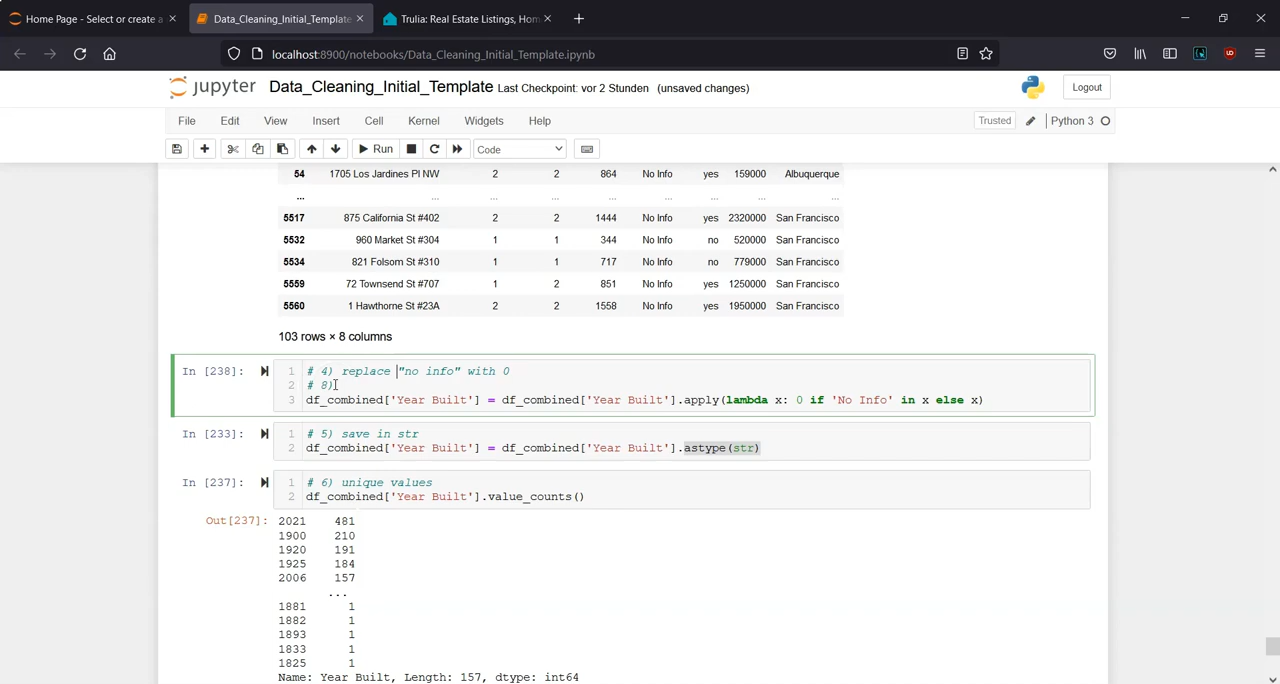 Home Page - Select or create a
Data_Cleaning_Initial_Template
Trulia: Real Estate Listings, Hom
localhost:8900/notebooks/Data_Cleaning_Initial_Template.ipynb
jupyter Data_Cleaning_Initial_Template Last Checkpoint: vor 2 Stunden (unsaved changes) Logout
File Edit View Insert Cell Kernel Widgets Help Trusted Python 3
Run Code
54 1705 Los Jardines Pl NW 2 2 864 No Info yes 159000 Albuquerque
... ... ... ... ... ... ... ... ...
5517 875 California St #402 2 2 1444 No Info yes 2320000 San Francisco
5532 960 Market St #304 1 1 344 No Info no 520000 San Francisco
5534 821 Folsom St #310 1 1 717 No Info no 779000 San Francisco
5559 72 Townsend St #707 1 2 851 No Info yes 1250000 San Francisco
5560 1 Hawthorne St #23A 2 2 1558 No Info yes 1950000 San Francisco
103 rows × 8 columns
In [238]: 1 # 4) replace "no info" with 0
2 # 8)
3 df_combined['Year Built'] = df_combined['Year Built'].apply(lambda x: 0 if 'No Info' in x else x)
In [233]: 1 # 5) save in str
2 df_combined['Year Built'] = df_combined['Year Built'].astype(str)
In [237]: 1 # 6) unique values
2 df_combined['Year Built'].value_counts()
Out[237]: 2021 481
1900 210
1920 191
1925 184
2006 157
...
1881 1
1882 1
1893 1
1833 1
1825 1
Name: Year Built, Length: 157, dtype: int64